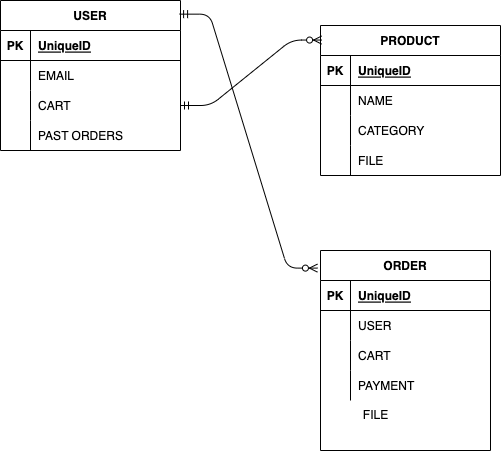 USER
PK UniqueID
EMAIL
CART
PAST ORDERS
PRODUCT
PK UniqueID
NAME
CATEGORY
FILE
ORDER
PK UniqueID
USER
CART
PAYMENT
FILE